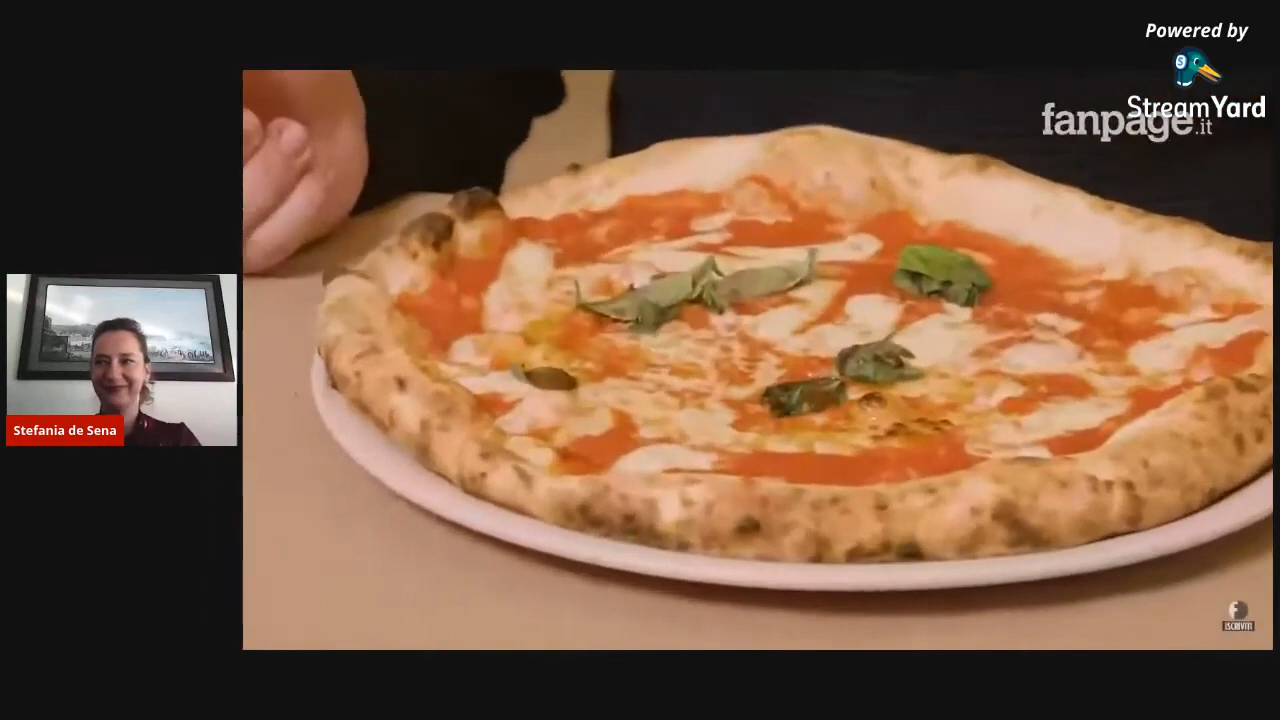 Powered by
StreamYard
fanpage.it
Stefania de Sena
ISCRIVITI